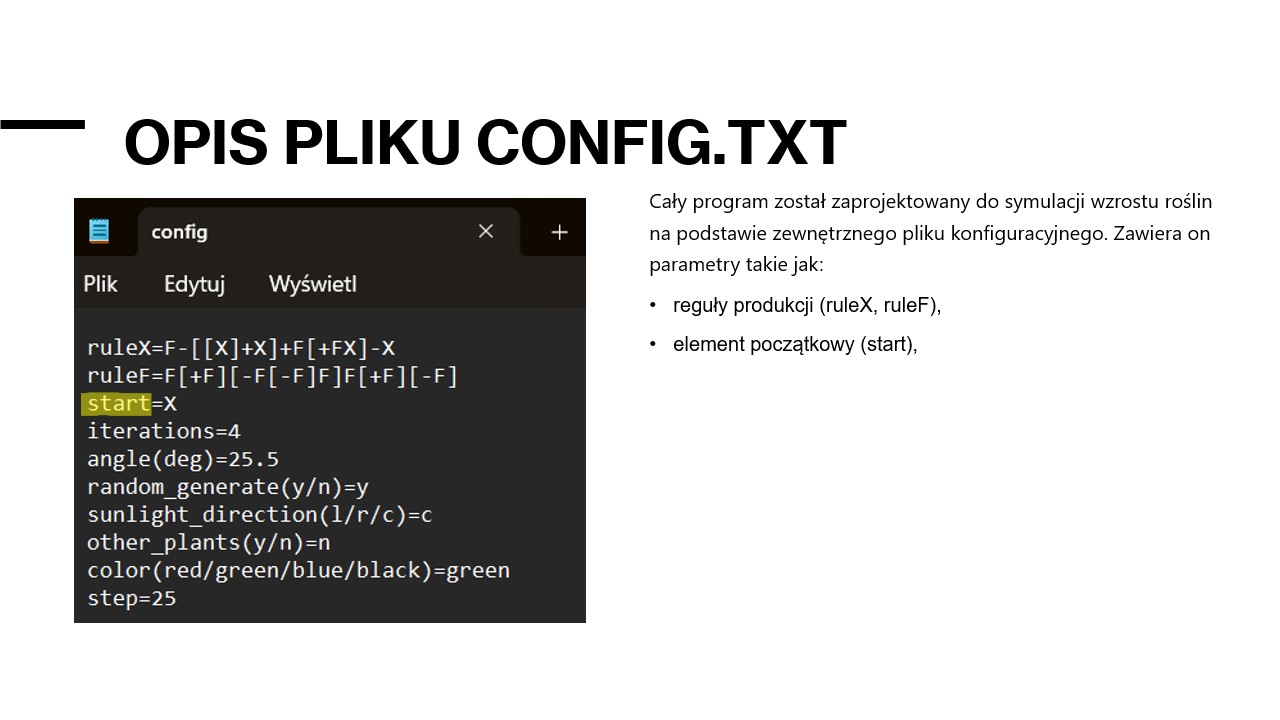 OPIS PLIKU CONFIG.TXT
config
Plik Edytuj Wyświetl
ruleX=F-[[X]+X]+F[+FX]-X
ruleF=F[+F][-F[-F]F]F[+F][-F]
start=X
iterations=4
angle(deg)=25.5
random_generate(y/n)=y
sunlight_direction(l/r/c)=c
other_plants(y/n)=n
color(red/green/blue/black)=green
step=25
Cały program został zaprojektowany do symulacji wzrostu roślin
na podstawie zewnętrznego pliku konfiguracyjnego. Zawiera on
parametry takie jak:
• reguły produkcji (ruleX, ruleF),
• element początkowy (start),